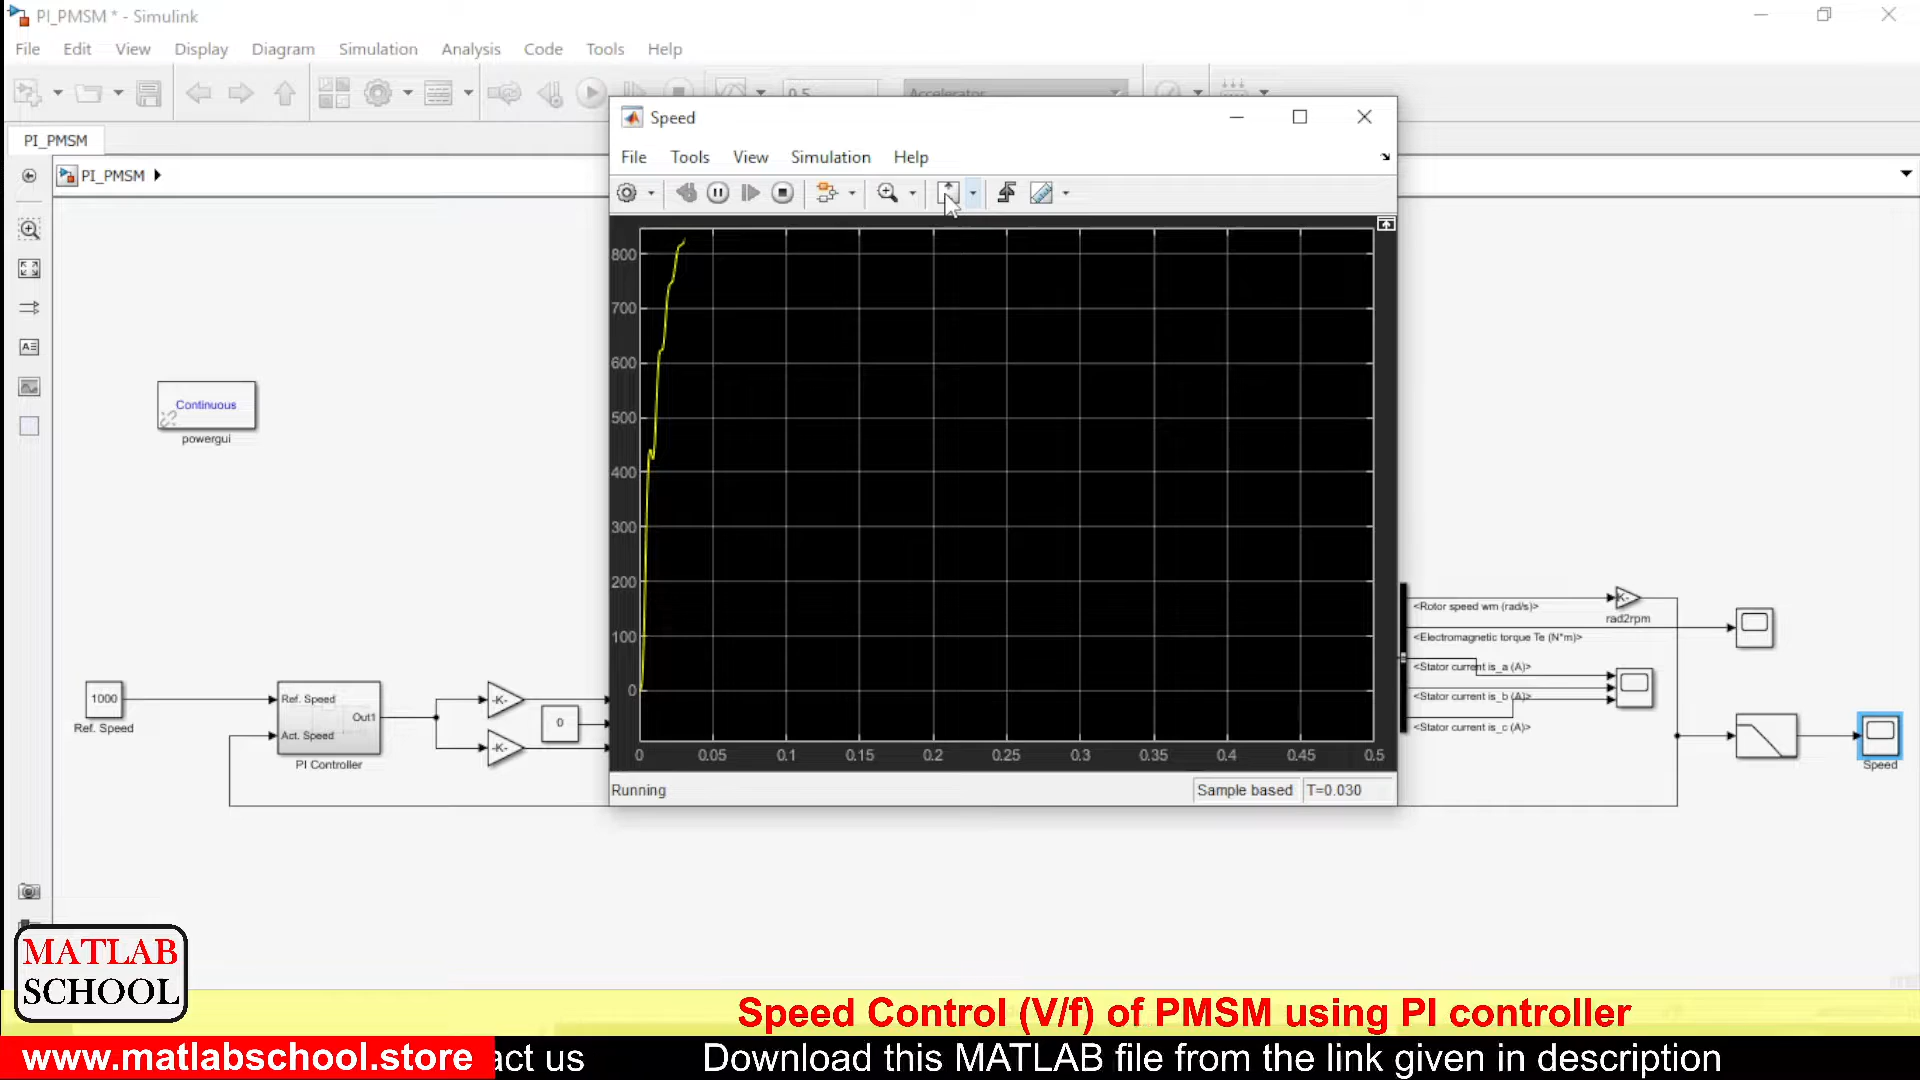 PI_PMSM * - Simulink
File Edit View Display Diagram Simulation Analysis Code Tools Help
0.5 Accelerator
PI_PMSM
PI_PMSM
Speed
File Tools View Simulation Help
800
700
600
500
400
300
200
100
0
0 0.05 0.1 0.15 0.2 0.25 0.3 0.35 0.4 0.45 0.5
Running Sample based T=0.030
Continuous
powergui
1000
Ref. Speed
Ref. Speed
Out1
Act. Speed
PI Controller
-K-
0
-K-
<Rotor speed wm (rad/s)>
K-
rad2rpm
<Electromagnetic torque Te (N*m)>
<Stator current is_a (A)>
<Stator current is_b (A)>
<Stator current is_c (A)>
Speed
MATLAB
SCHOOL
Speed Control (V/f) of PMSM using PI controller
www.matlabschool.store act us Download this MATLAB file from the link given in description